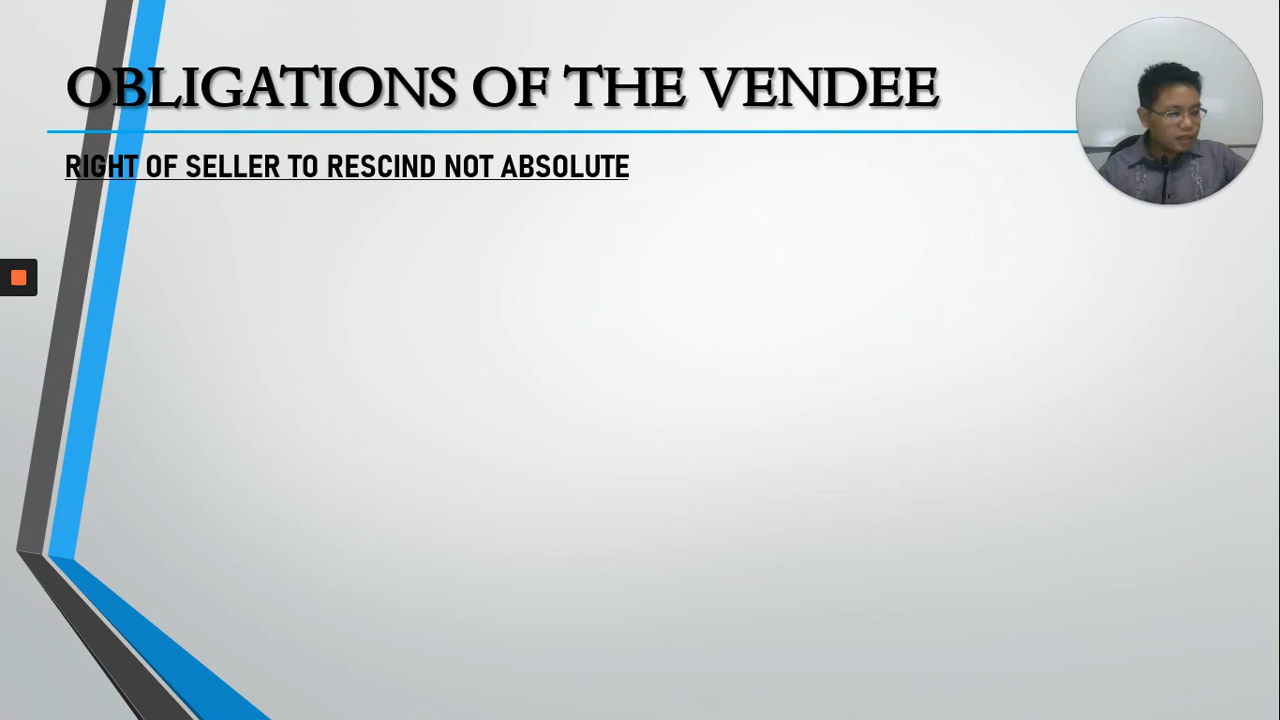 OBLIGATIONS OF THE VENDEE
RIGHT OF SELLER TO RESCIND NOT ABSOLUTE